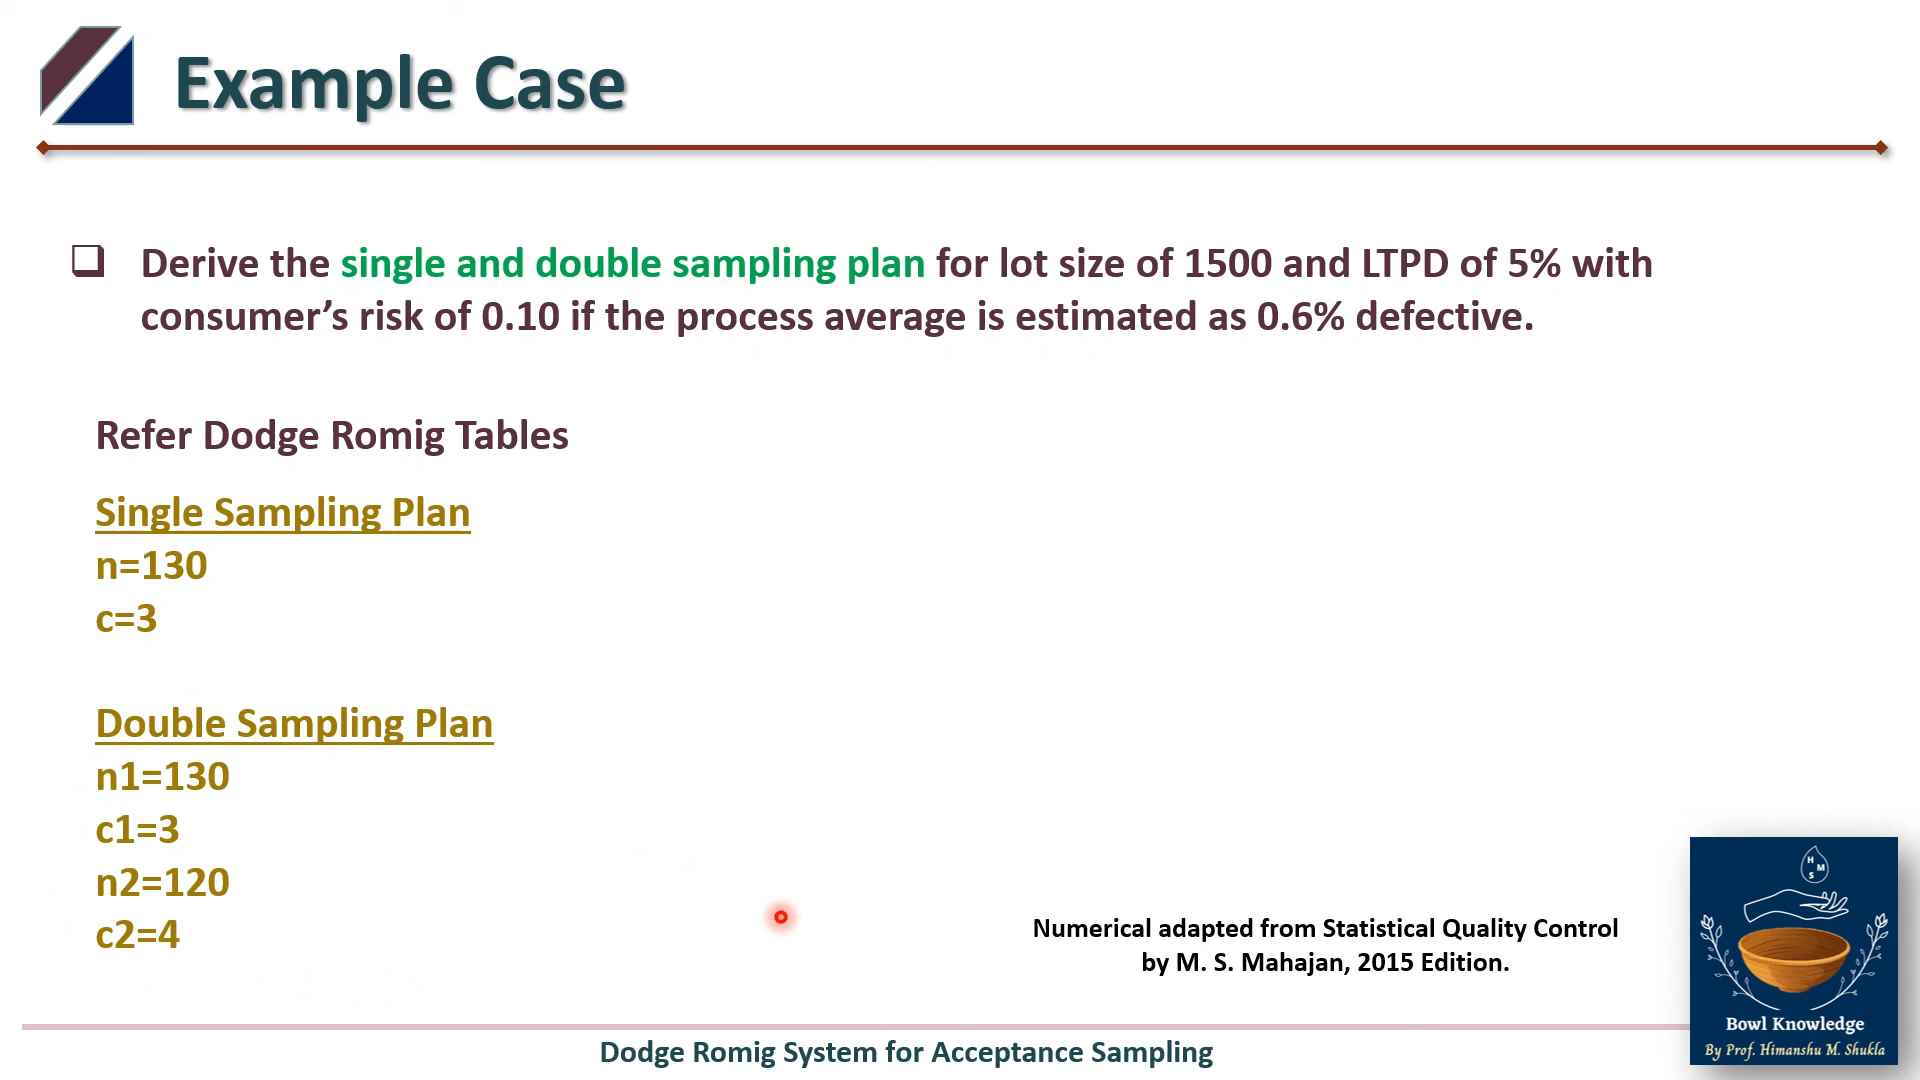 Example Case
Derive the single and double sampling plan for lot size of 1500 and LTPD of 5% with
consumer’s risk of 0.10 if the process average is estimated as 0.6% defective.
Refer Dodge Romig Tables
Single Sampling Plan
n=130
c=3
Double Sampling Plan
n1=130
c1=3
n2=120
c2=4
Numerical adapted from Statistical Quality Control
by M. S. Mahajan, 2015 Edition.
H
M
S
Bowl Knowledge
By Prof. Himanshu M. Shukla
Dodge Romig System for Acceptance Sampling